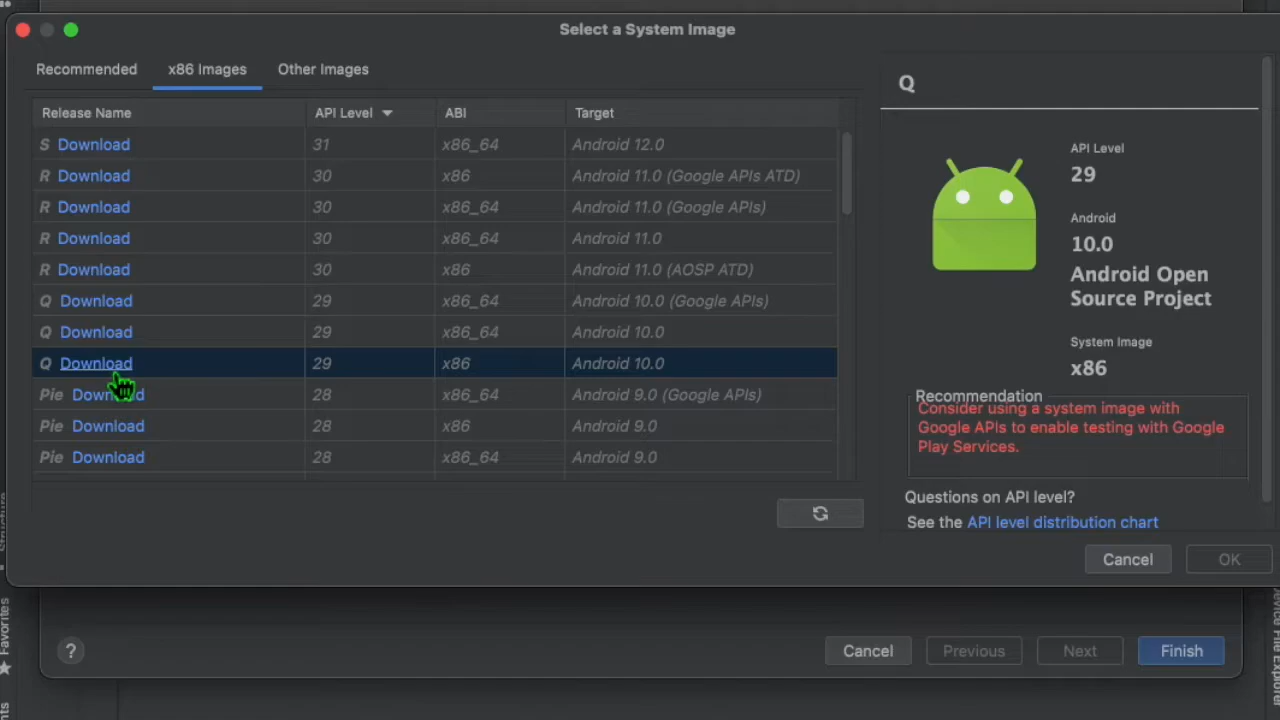 Select a System Image
Recommended x86 Images Other Images
Release Name API Level ABI Target
S Download 31 x86_64 Android 12.0
R Download 30 x86 Android 11.0 (Google APIs ATD)
R Download 30 x86_64 Android 11.0 (Google APIs)
R Download 30 x86_64 Android 11.0
R Download 30 x86 Android 11.0 (AOSP ATD)
Q Download 29 x86_64 Android 10.0 (Google APIs)
Q Download 29 x86_64 Android 10.0
Q Download 29 x86 Android 10.0
Pie Download 28 x86_64 Android 9.0 (Google APIs)
Pie Download 28 x86 Android 9.0
Pie Download 28 x86_64 Android 9.0
Q
API Level
29
Android
10.0
Android Open
Source Project
System Image
x86
Recommendation
Consider using a system image with
Google APIs to enable testing with Google
Play Services.
Questions on API level?
See the API level distribution chart
Cancel OK
? Cancel Previous Next Finish
Structure
Favorites
Device File Explorer